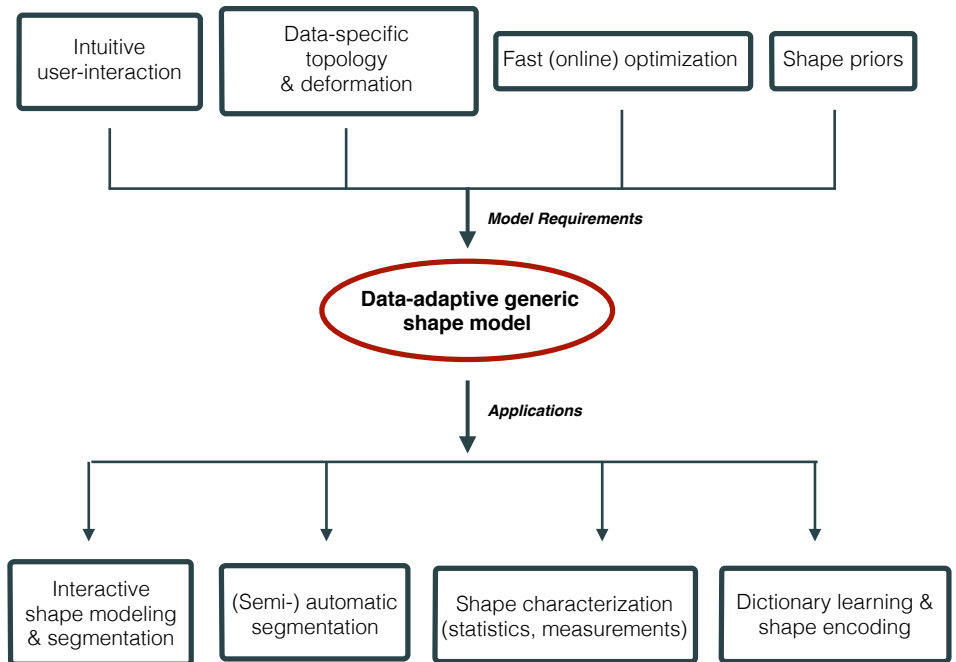 Intuitive
user-interaction
Data-specific
topology
& deformation
Fast (online) optimization
Shape priors
Model Requirements
Data-adaptive generic
shape model
Applications
Interactive
shape modeling
& segmentation
(Semi-) automatic
segmentation
Shape characterization
(statistics, measurements)
Dictionary learning &
shape encoding